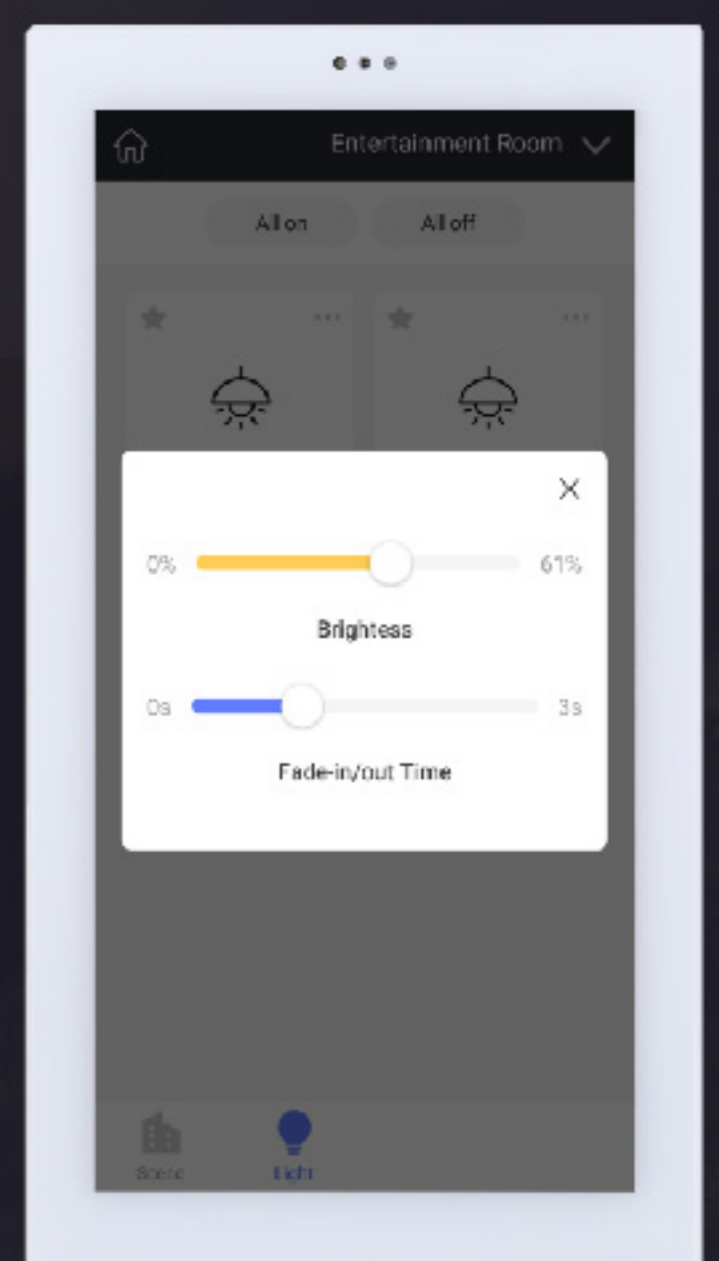 Entertainment Room
All on All off
0% 61%
Brightess
0s 3s
Fade-in/out Time
Scene Light